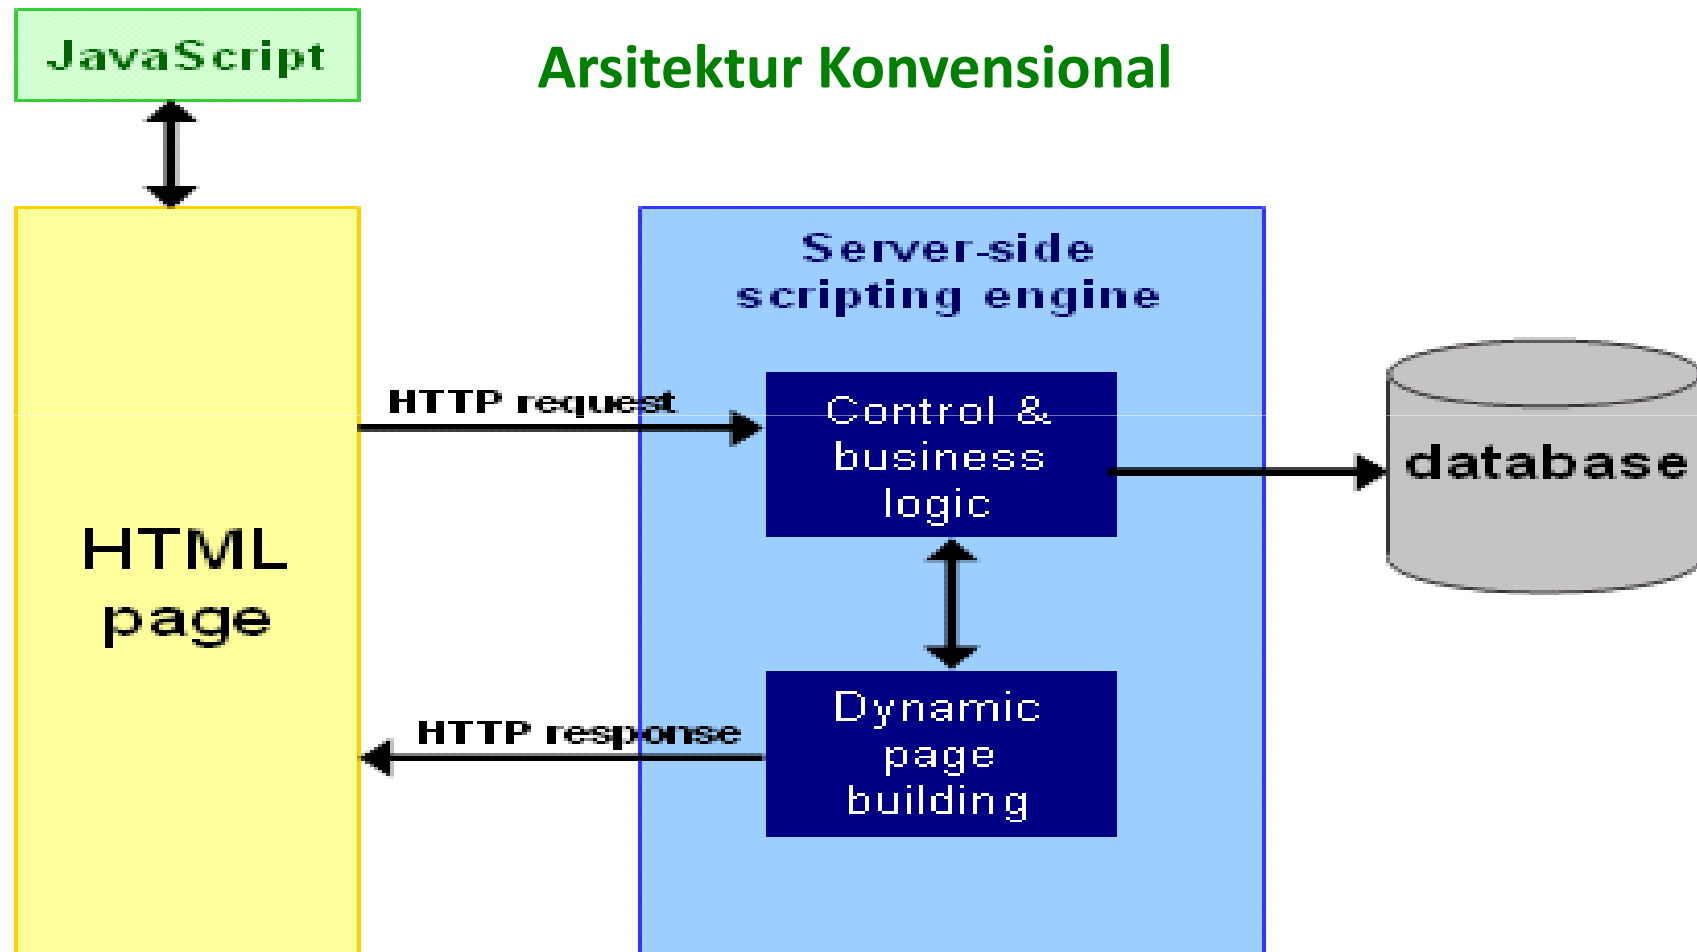 JavaScript
Arsitektur Konvensional
Server-side
scripting engine
HTTP request
Control &
business
logic
database
HTML
page
HTTP response
Dynamic
page
building